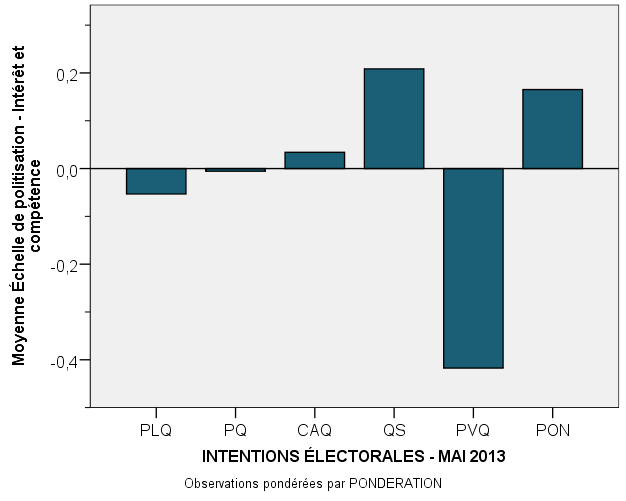 Moyenne Échelle de politisation - Intérêt et
compétence
0,2
0,0
-0,2
-0,4
PLQ PQ CAQ QS PVQ PON
INTENTIONS ÉLECTORALES - MAI 2013
Observations pondérées par PONDERATION